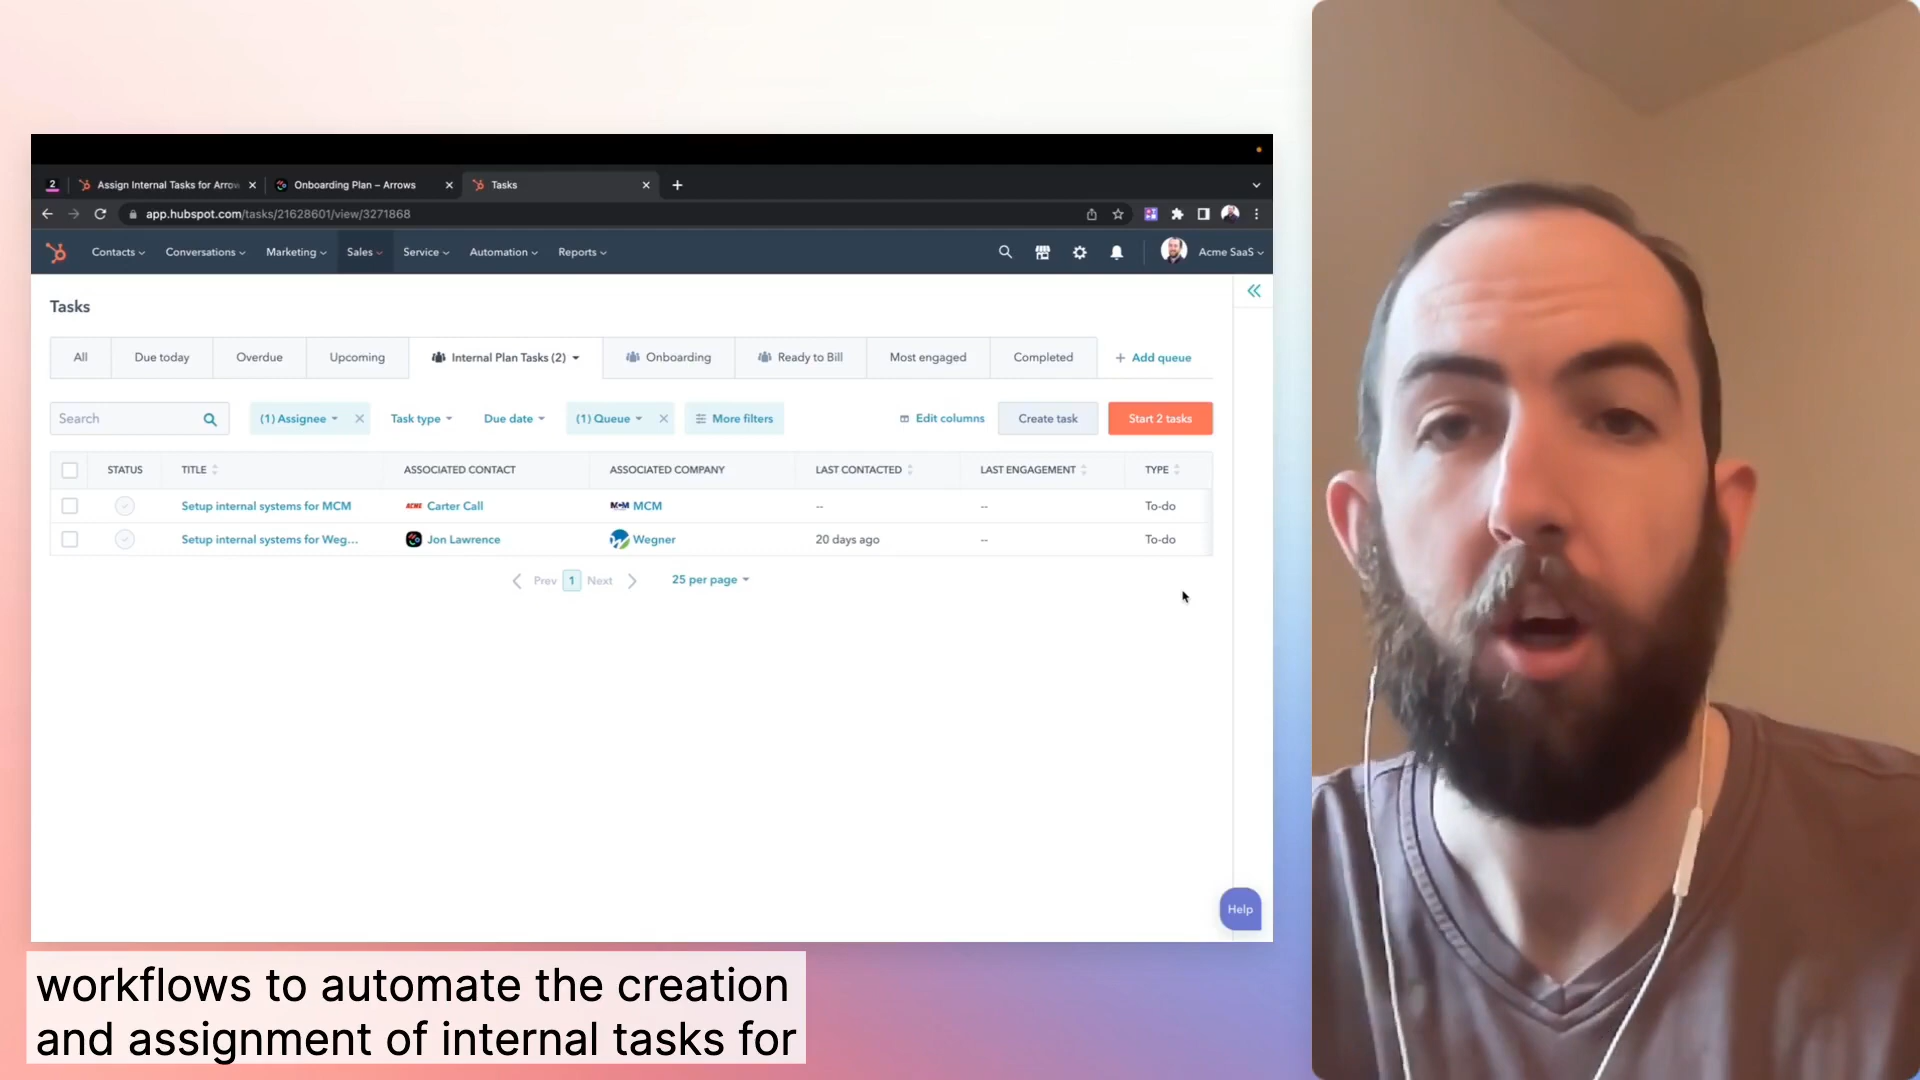 2
Assign Internal Tasks for Arrow
Onboarding Plan – Arrows
Tasks
app.hubspot.com/tasks/21628601/view/3271868
Contacts
Conversations
Marketing
Sales
Service
Automation
Reports
Acme SaaS
Tasks
All
Due today
Overdue
Upcoming
Internal Plan Tasks (2)
Onboarding
Ready to Bill
Most engaged
Completed
+ Add queue
Search
(1) Assignee
Task type
Due date
(1) Queue
More filters
Edit columns
Create task
Start 2 tasks
STATUS
TITLE
ASSOCIATED CONTACT
ASSOCIATED COMPANY
LAST CONTACTED
LAST ENGAGEMENT
TYPE
Setup internal systems for MCM
ACME
Carter Call
MCM
MCM
--
--
To-do
Setup internal systems for Weg...
Jon Lawrence
Wegner
20 days ago
--
To-do
Prev
1
Next
25 per page
Help
workflows to automate the creation
and assignment of internal tasks for